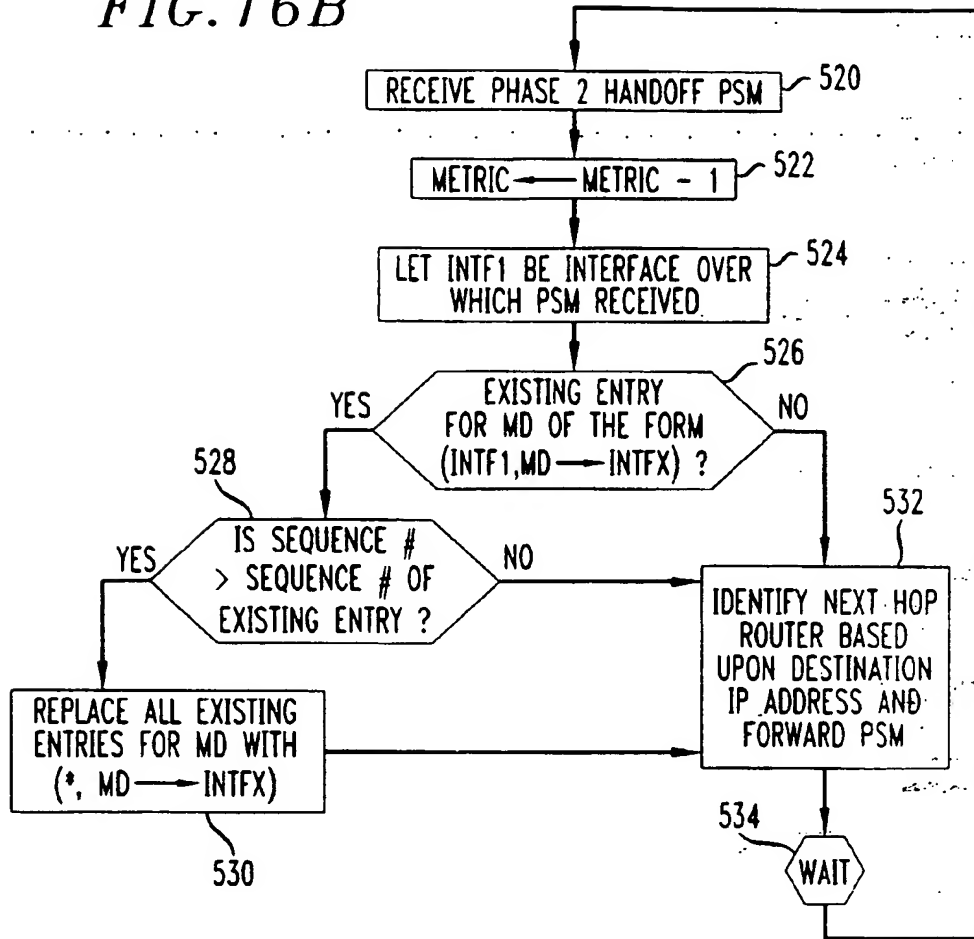 FIG. 16B
RECEIVE PHASE 2 HANDOFF PSM
520
METRIC ← METRIC - 1
522
LET INTF1 BE INTERFACE OVER
WHICH PSM RECEIVED
524
EXISTING ENTRY
FOR MD OF THE FORM
(INTF1,MD → INTFX) ?
526
YES
NO
528
IS SEQUENCE #
> SEQUENCE # OF
EXISTING ENTRY ?
YES
NO
532
IDENTIFY NEXT HOP
ROUTER BASED
UPON DESTINATION
IP ADDRESS AND
FORWARD PSM
REPLACE ALL EXISTING
ENTRIES FOR MD WITH
(*, MD → INTFX)
530
534
WAIT